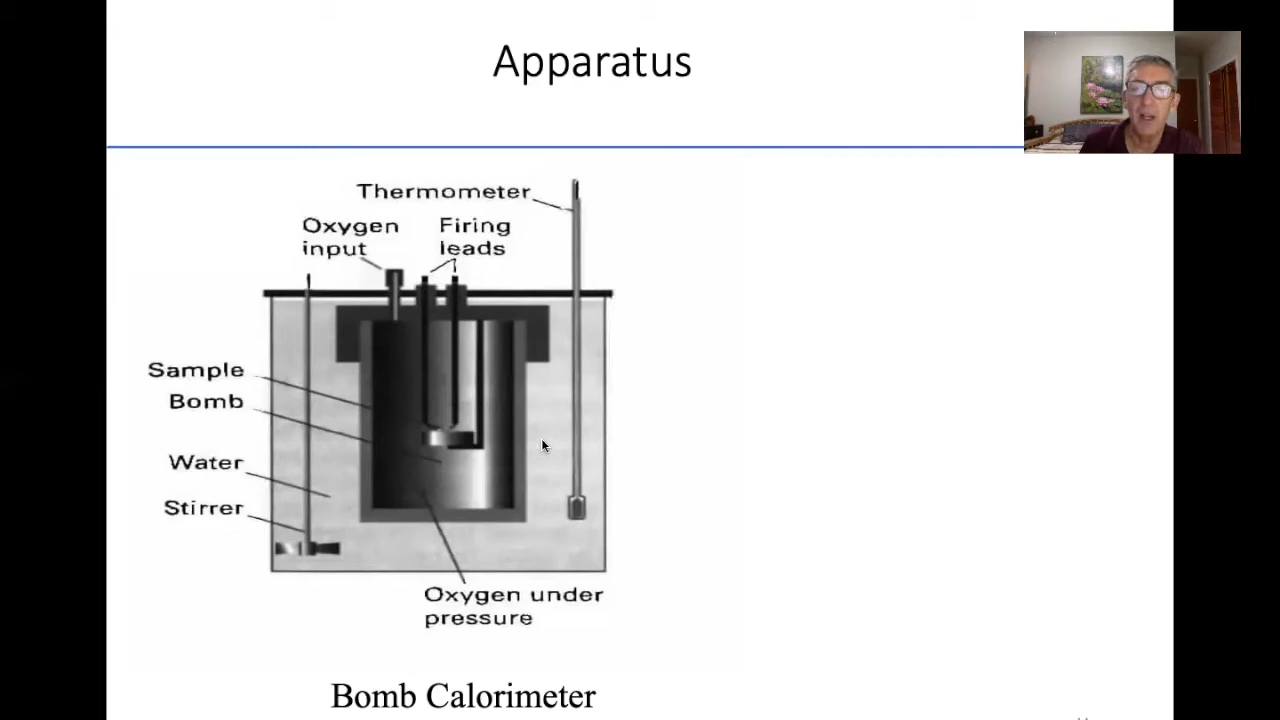 Apparatus
Thermometer
Oxygen
input
Firing
leads
Sample
Bomb
Water
Stirrer
Oxygen under
pressure
Bomb Calorimeter